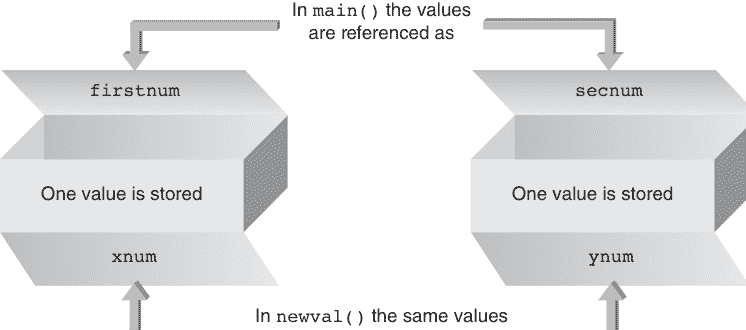 In main() the values
are referenced as
firstnum
secnum
One value is stored
One value is stored
xnum
ynum
In newval() the same values